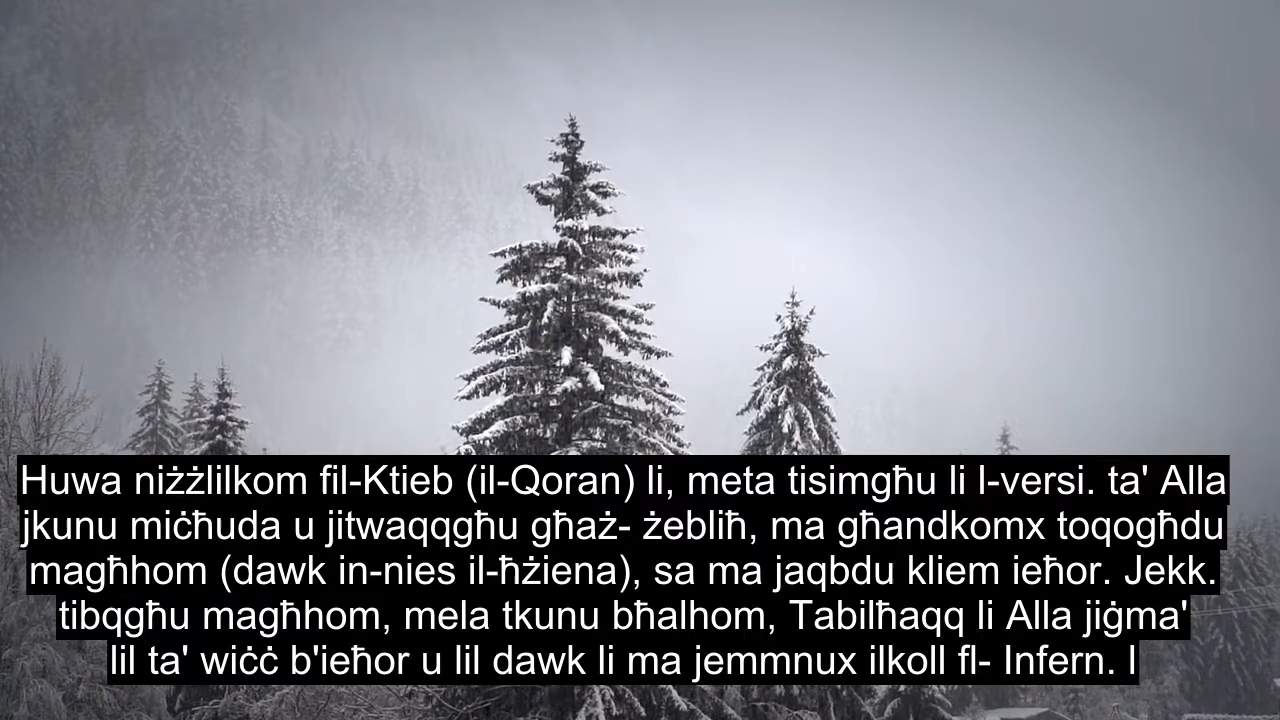 Huwa niżżlilkom fil-Ktieb (il-Qoran) li, meta tisimgħu li l-versi. ta' Alla
jkunu miċħuda u jitwaqqgħu għaż- żebliħ, ma għandkomx toqogħdu
magħhom (dawk in-nies il-ħżiena), sa ma jaqbdu kliem ieħor. Jekk.
tibqgħu magħhom, mela tkunu bħalhom, Tabilħaqq li Alla jiġma'
lil ta' wiċċ b'ieħor u lil dawk li ma jemmnux ilkoll fl- Infern. I